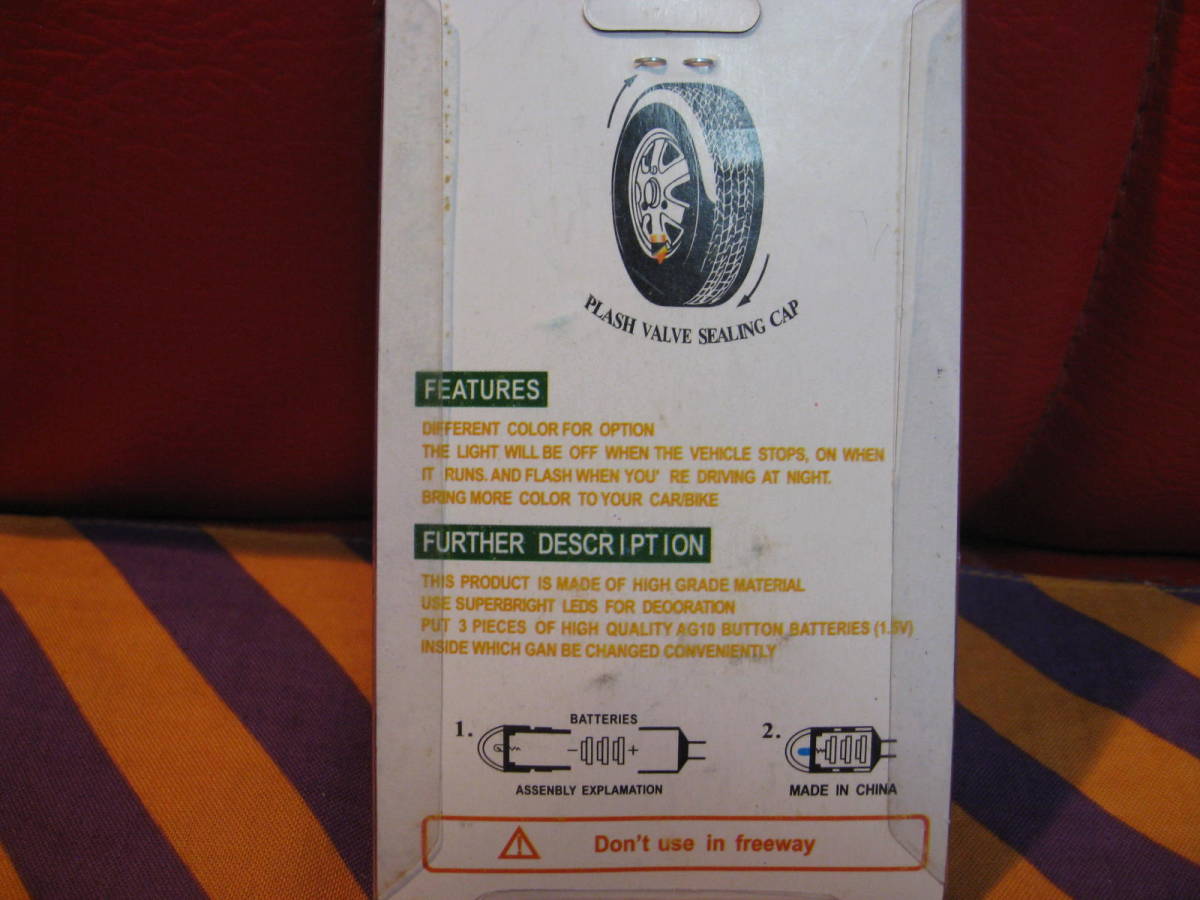 PLASH VALVE SEALING CAP
FEATURES
DIFFERENT COLOR FOR OPTION
THE LIGHT WILL BE OFF WHEN THE VEHICLE STOPS, ON WHEN
IT RUNS. AND FLASH WHEN YOU' RE DRIVING AT NIGHT.
BRING MORE COLOR TO YOUR CAR/BIKE
FURTHER DESCRIPTION
THIS PRODUCT IS MADE OF HIGH GRADE MATERIAL
USE SUPERBRIGHT LEDS FOR DEOORATION
PUT 3 PIECES OF HIGH QUALITY AG10 BUTTON BATTERIES (1.5V)
INSIDE WHICH GAN BE CHANGED CONVENIENTLY
1. BATTERIES
- +
ASSENBLY EXPLAMATION
2.
MADE IN CHINA
Don't use in freeway